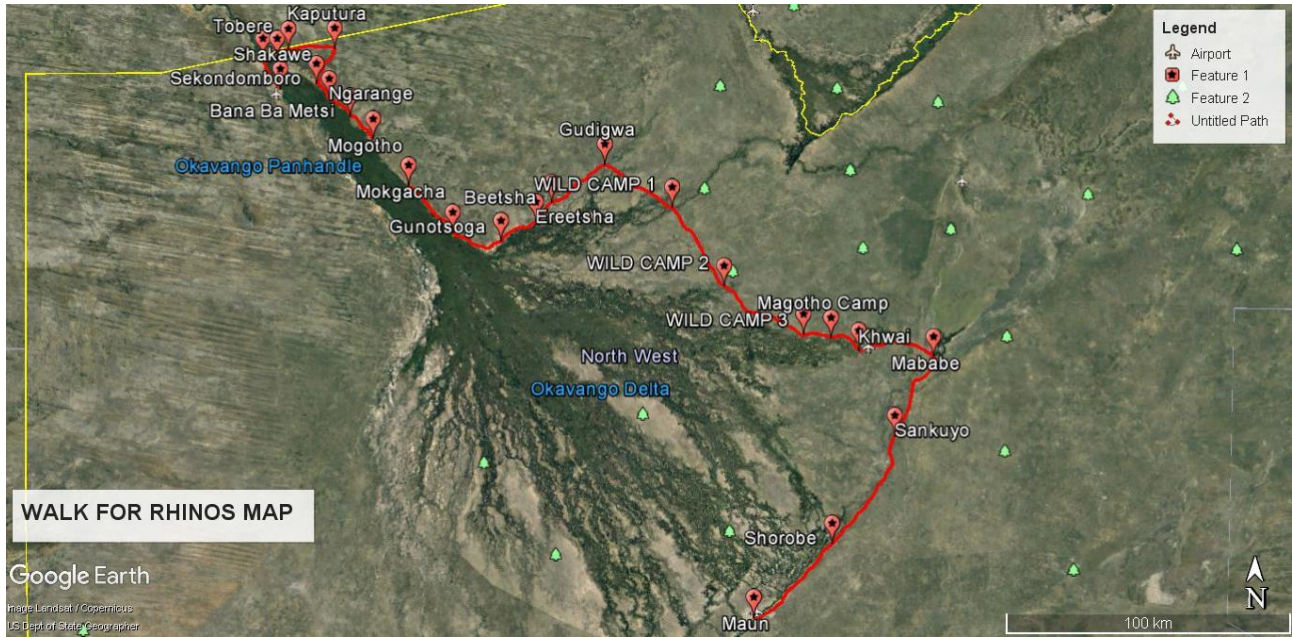 Kaputura
Tobere
Shakawe
Sekondomboro
Ngarange
Bana Ba Metsi
Mogotho
Okavango Panhandle
Mokgacha
Gudigwa
Beetsha
WILD CAMP 1
Gunotsoga
Ereetsha
WILD CAMP 2
Magotho Camp
WILD CAMP 3
Khwai
North West
Mababe
Okavango Delta
Sankuyo
Shorobe
Maun
Legend
Airport
Feature 1
Feature 2
Untitled Path
WALK FOR RHINOS MAP
Google Earth
Image Landsat / Copernicus
US Dept of State Geographer
N
100 km